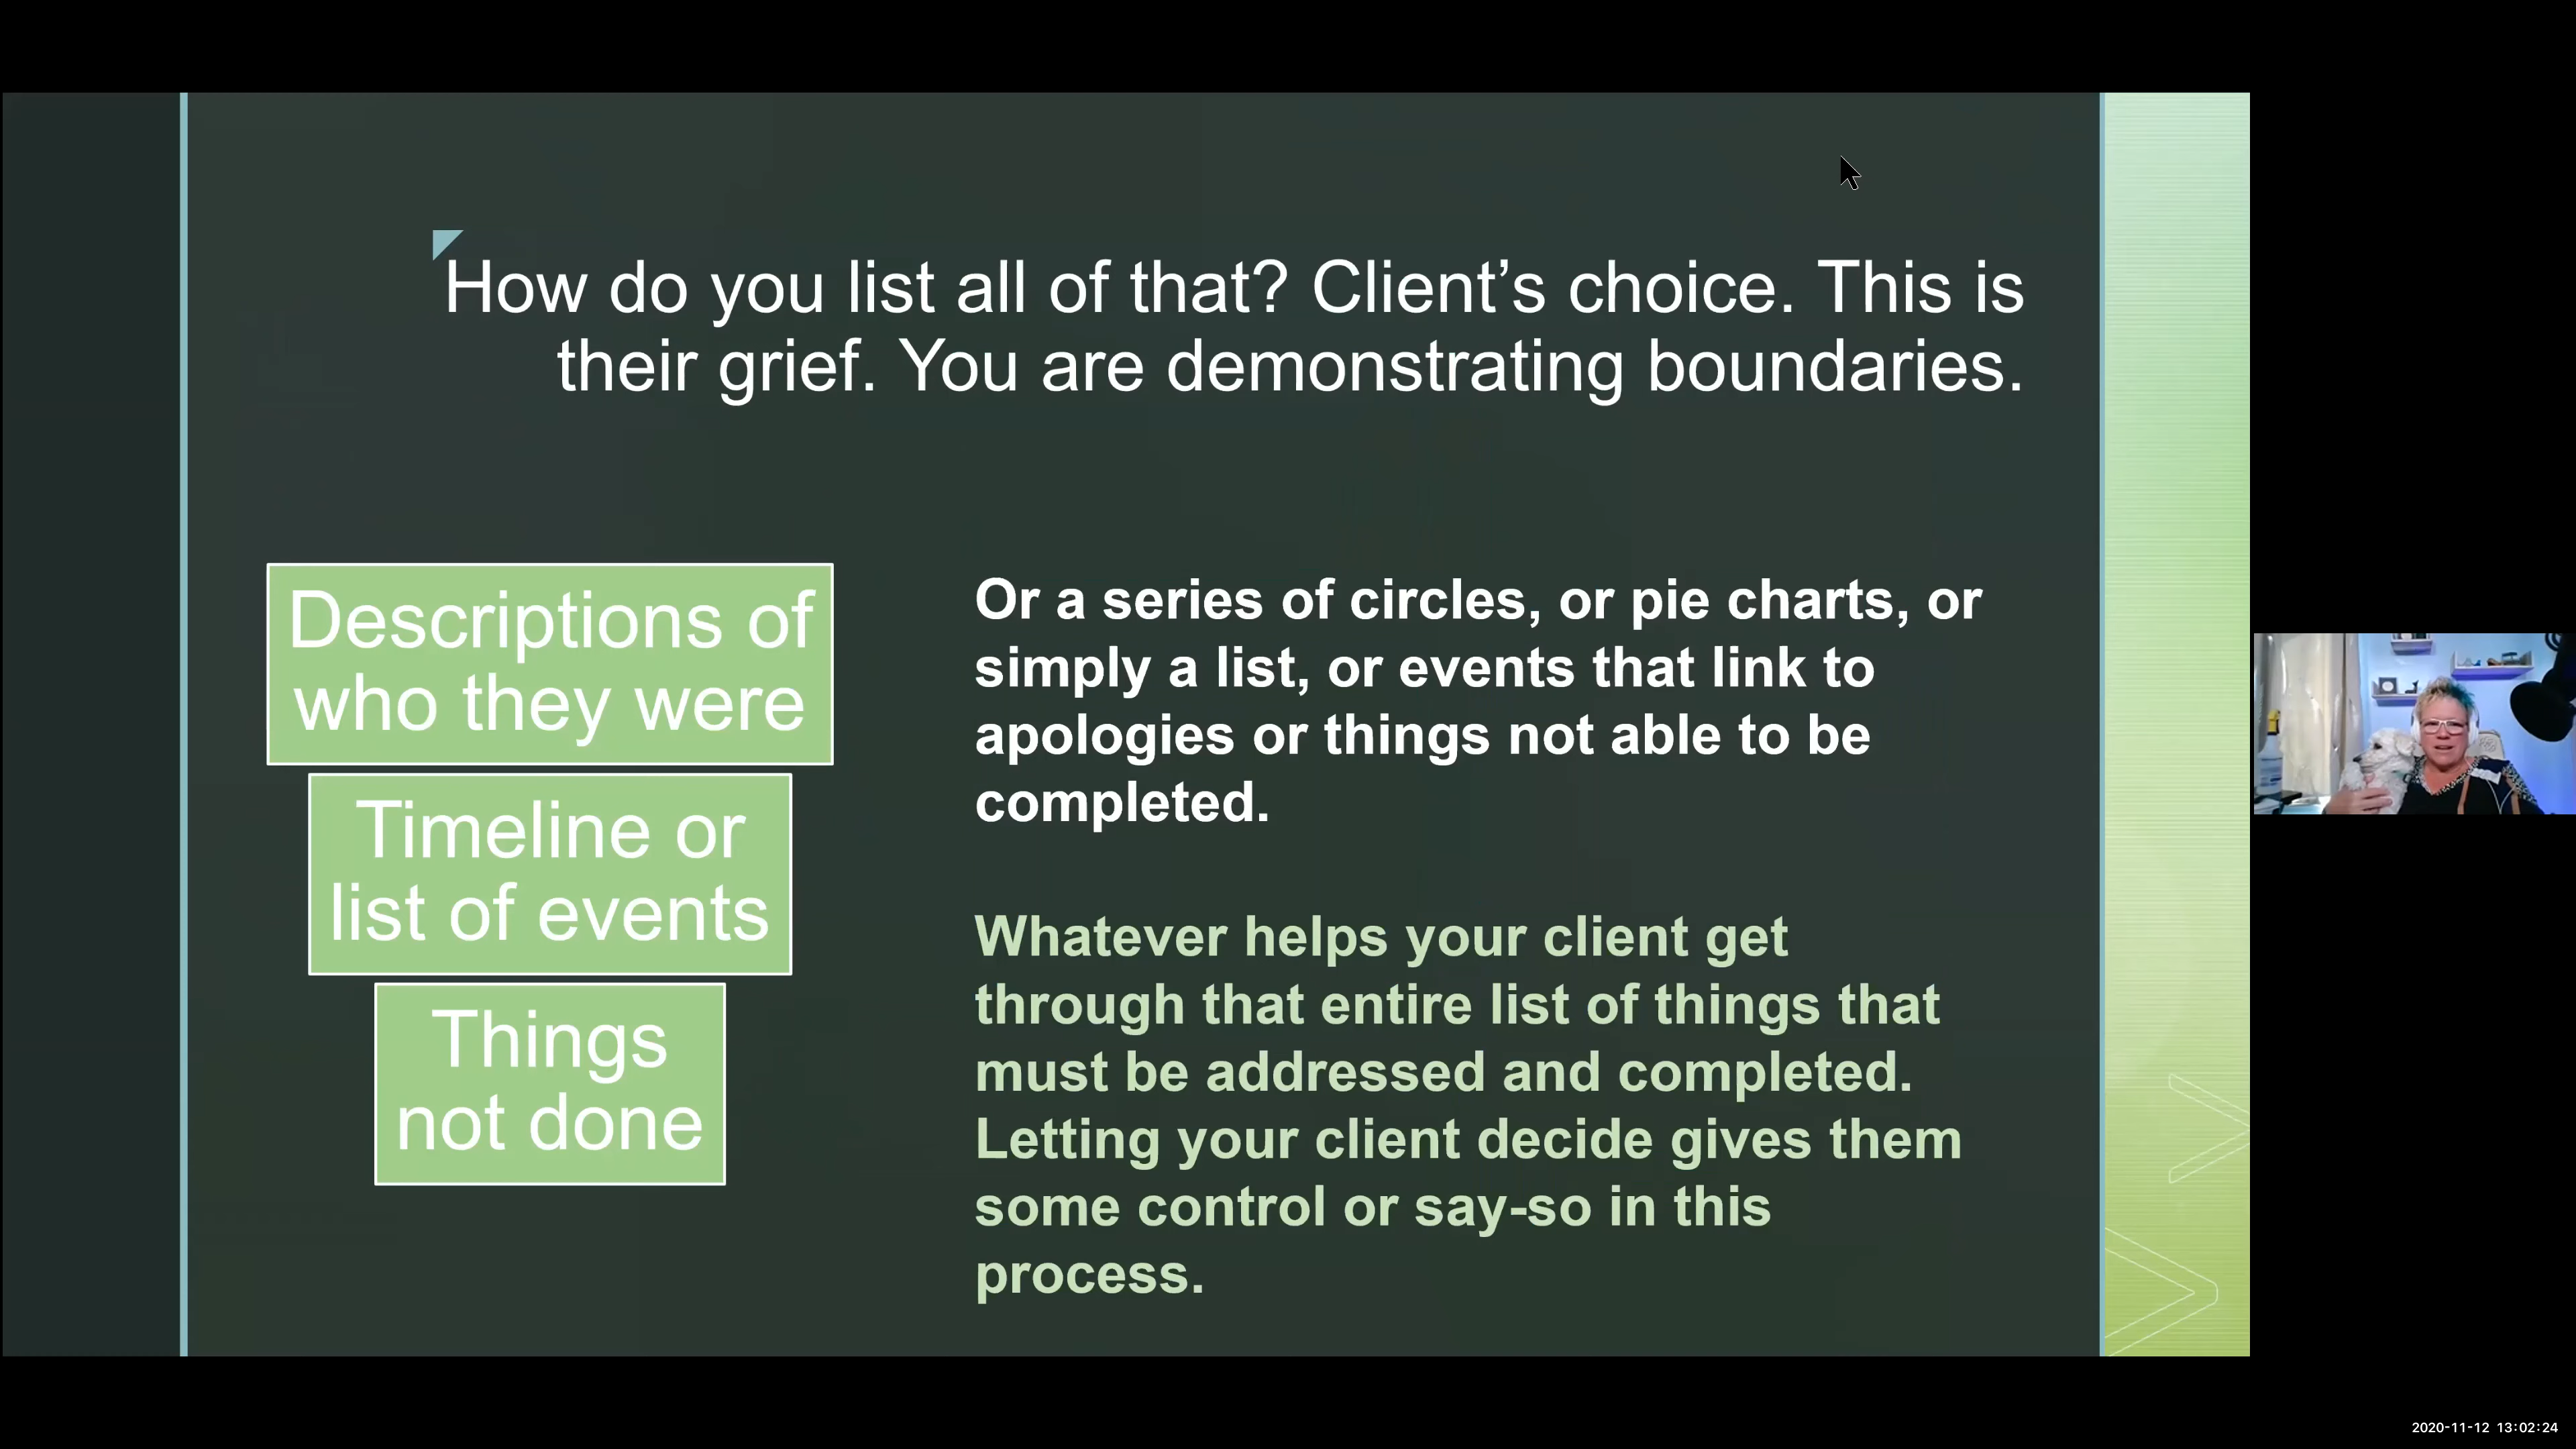 How do you list all of that? Client’s choice. This is
their grief. You are demonstrating boundaries.
Descriptions of
who they were
Timeline or
list of events
Things
not done
Or a series of circles, or pie charts, or
simply a list, or events that link to
apologies or things not able to be
completed.
Whatever helps your client get
through that entire list of things that
must be addressed and completed.
Letting your client decide gives them
some control or say-so in this
process.
2020-11-12 13:02:24